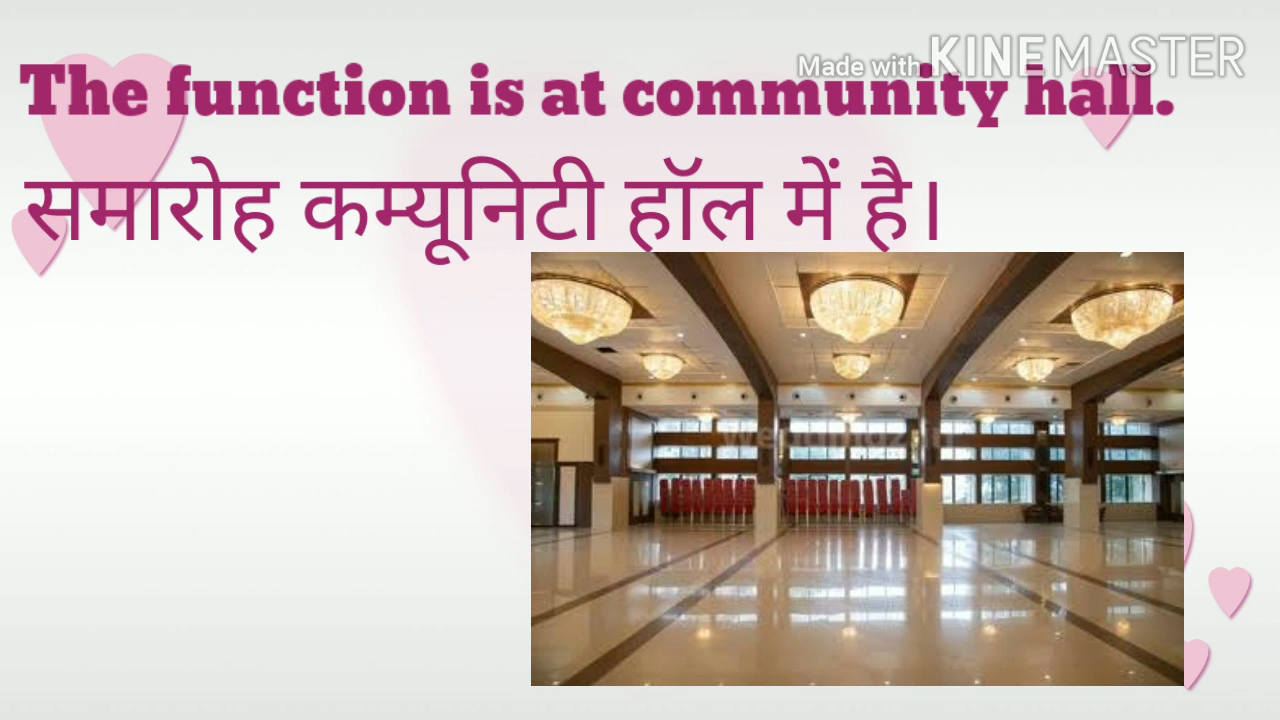 Made with KINEMASTER
The function is at community hall.
समारोह कम्यूनिटी हॉल में है।